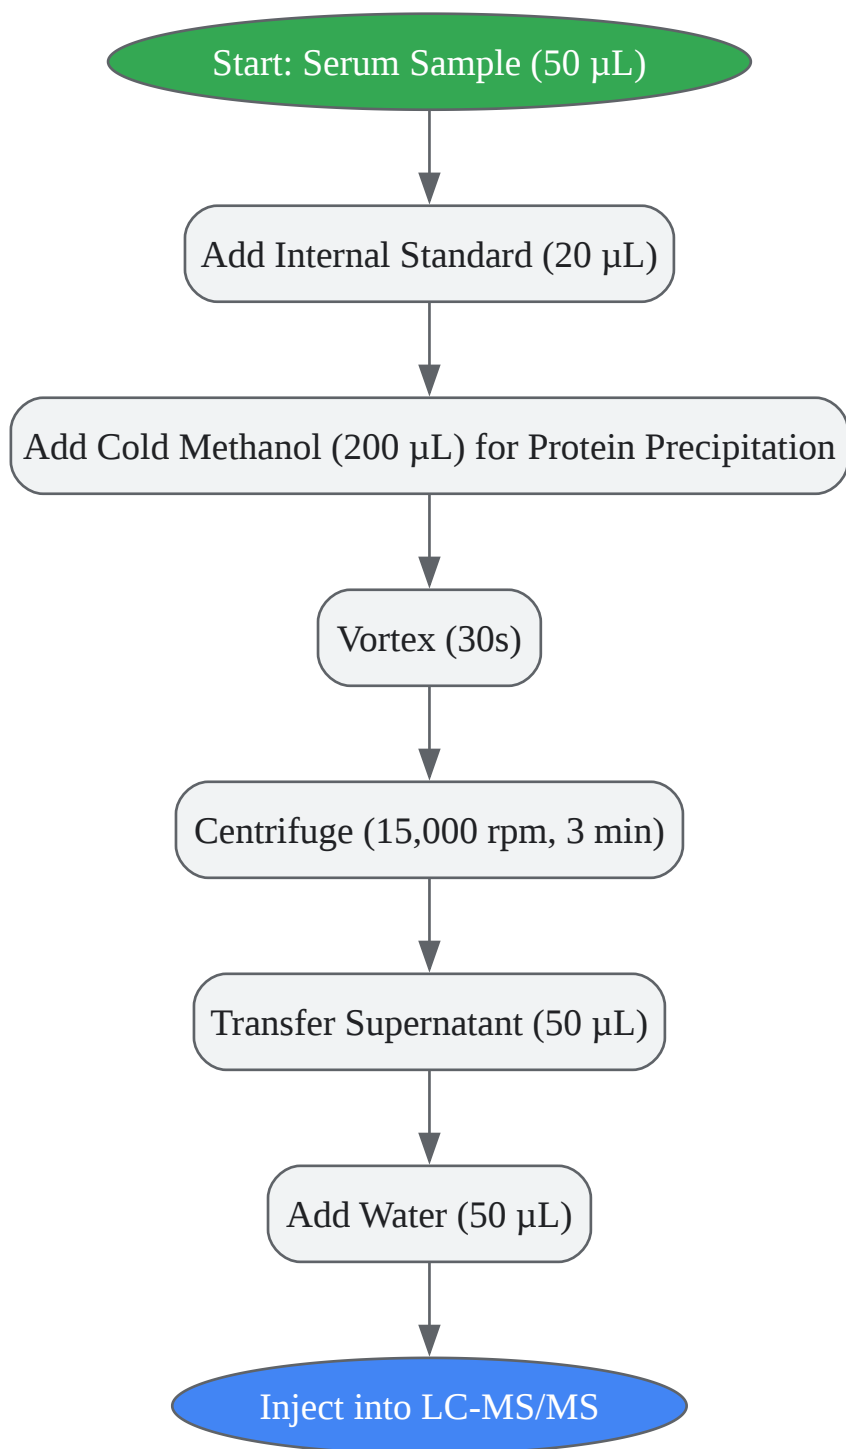 Start: Serum Sample (50 µL)
Add Internal Standard (20 µL)
Add Cold Methanol (200 µL) for Protein Precipitation
Vortex (30s)
Centrifuge (15,000 rpm, 3 min)
Transfer Supernatant (50 µL)
Add Water (50 µL)
Inject into LC-MS/MS